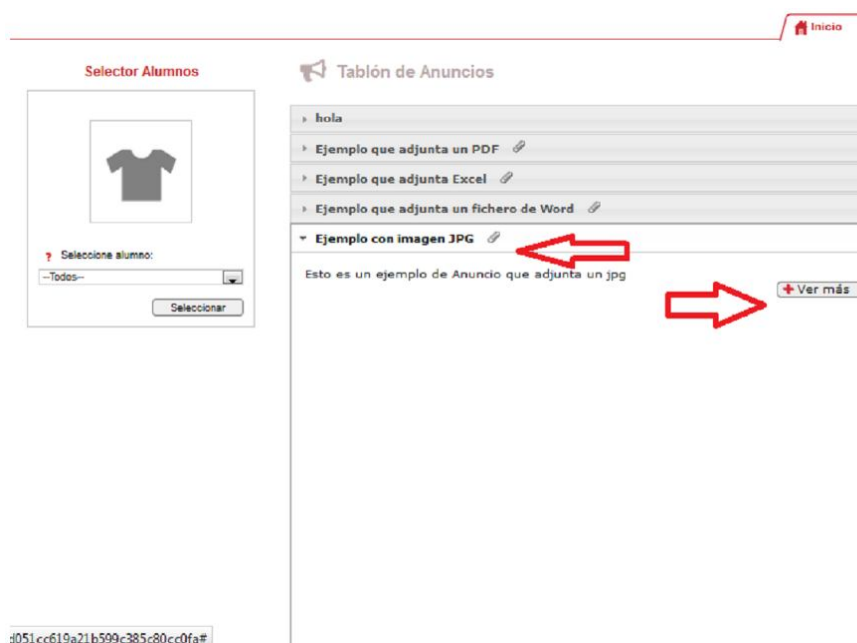 Inicio
Selector Alumnos
? Seleccione alumno:
--Todos--
Seleccionar
Tablón de Anuncios
hola
Ejemplo que adjunta un PDF
Ejemplo que adjunta Excel
Ejemplo que adjunta un fichero de Word
Ejemplo con imagen JPG
Esto es un ejemplo de Anuncio que adjunta un jpg
Ver más
d051cc619a21b599c385c80cc0fa#